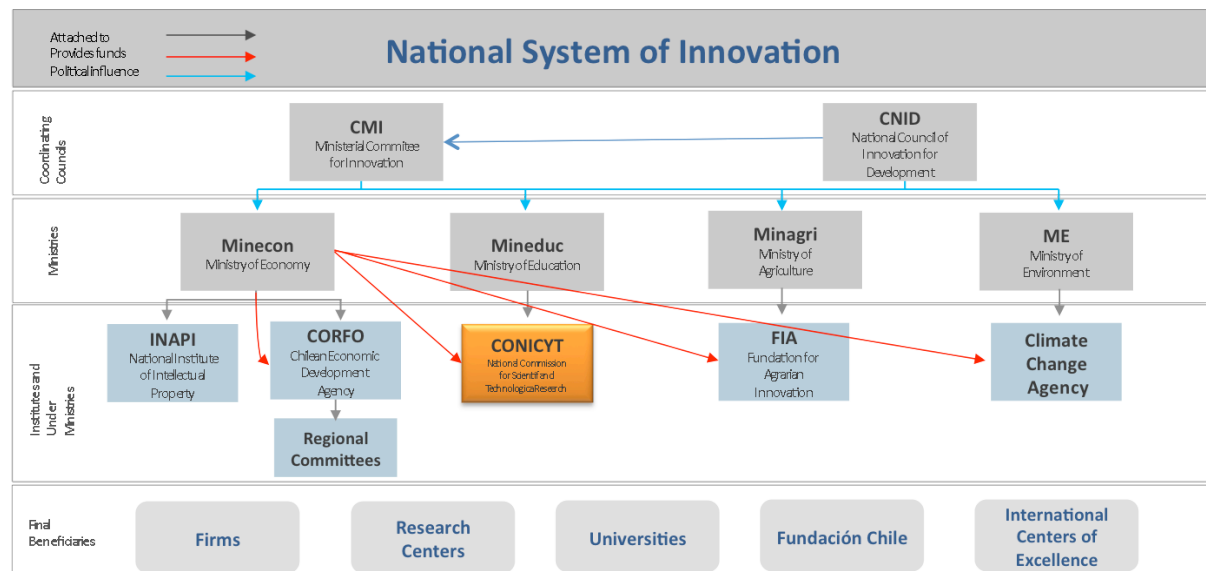 Attached to
Provides funds
Political influence
National System of Innovation
Coordinating
Councils
CMI
Ministerial Commitee
for Innovation
CNID
National Council of
Innovation for
Development
Ministries
Minecon
Ministry of Economy
Mineduc
Ministry of Education
Minagri
Ministry of
Agriculture
ME
Ministry of
Environment
Institutes and
Under
Ministries
INAPI
National Institute
of Intellectual
Property
CORFO
Chilean Economic
Development
Agency
CONICYT
National Commission
for Scientif and
Technologica Research
FIA
Fundation for
Agrarian
Innovation
Climate
Change
Agency
Regional
Committees
Final
Beneficiaries
Firms
Research
Centers
Universities
Fundación Chile
International
Centers of
Excellence